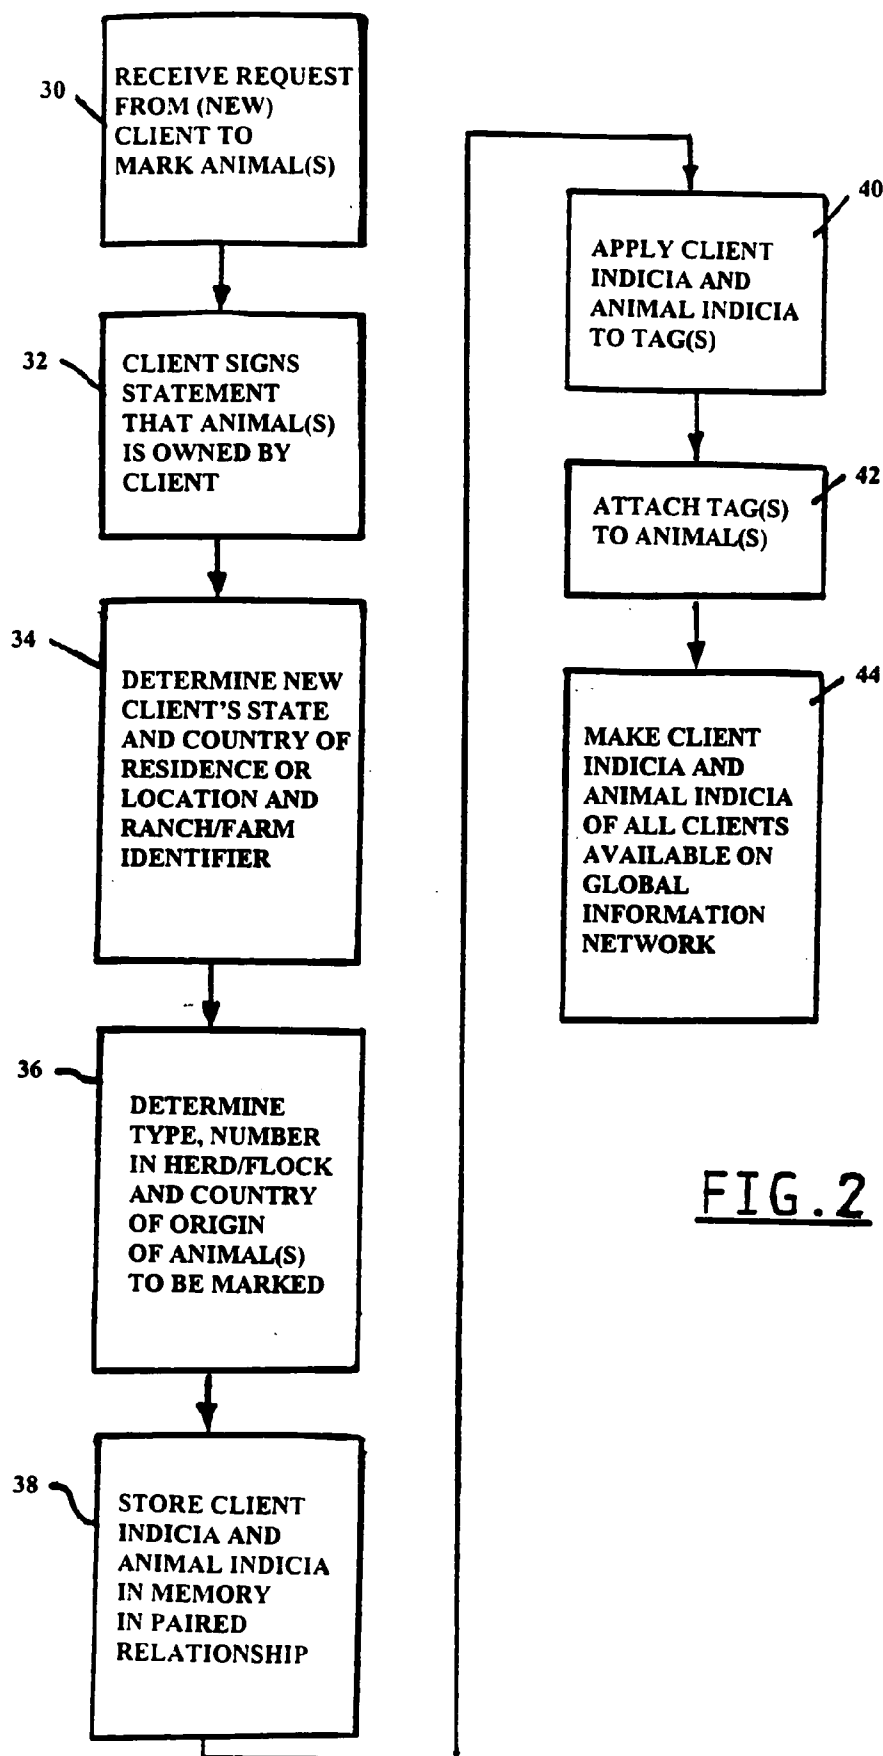 30
RECEIVE REQUEST
FROM (NEW)
CLIENT TO
MARK ANIMAL(S)
32
CLIENT SIGNS
STATEMENT
THAT ANIMAL(S)
IS OWNED BY
CLIENT
34
DETERMINE NEW
CLIENT'S STATE
AND COUNTRY OF
RESIDENCE OR
LOCATION AND
RANCH/FARM
IDENTIFIER
36
DETERMINE
TYPE, NUMBER
IN HERD/FLOCK
AND COUNTRY
OF ORIGIN
OF ANIMAL(S)
TO BE MARKED
38
STORE CLIENT
INDICIA AND
ANIMAL INDICIA
IN MEMORY
IN PAIRED
RELATIONSHIP
40
APPLY CLIENT
INDICIA AND
ANIMAL INDICIA
TO TAG(S)
42
ATTACH TAG(S)
TO ANIMAL(S)
44
MAKE CLIENT
INDICIA AND
ANIMAL INDICIA
OF ALL CLIENTS
AVAILABLE ON
GLOBAL
INFORMATION
NETWORK
FIG.2